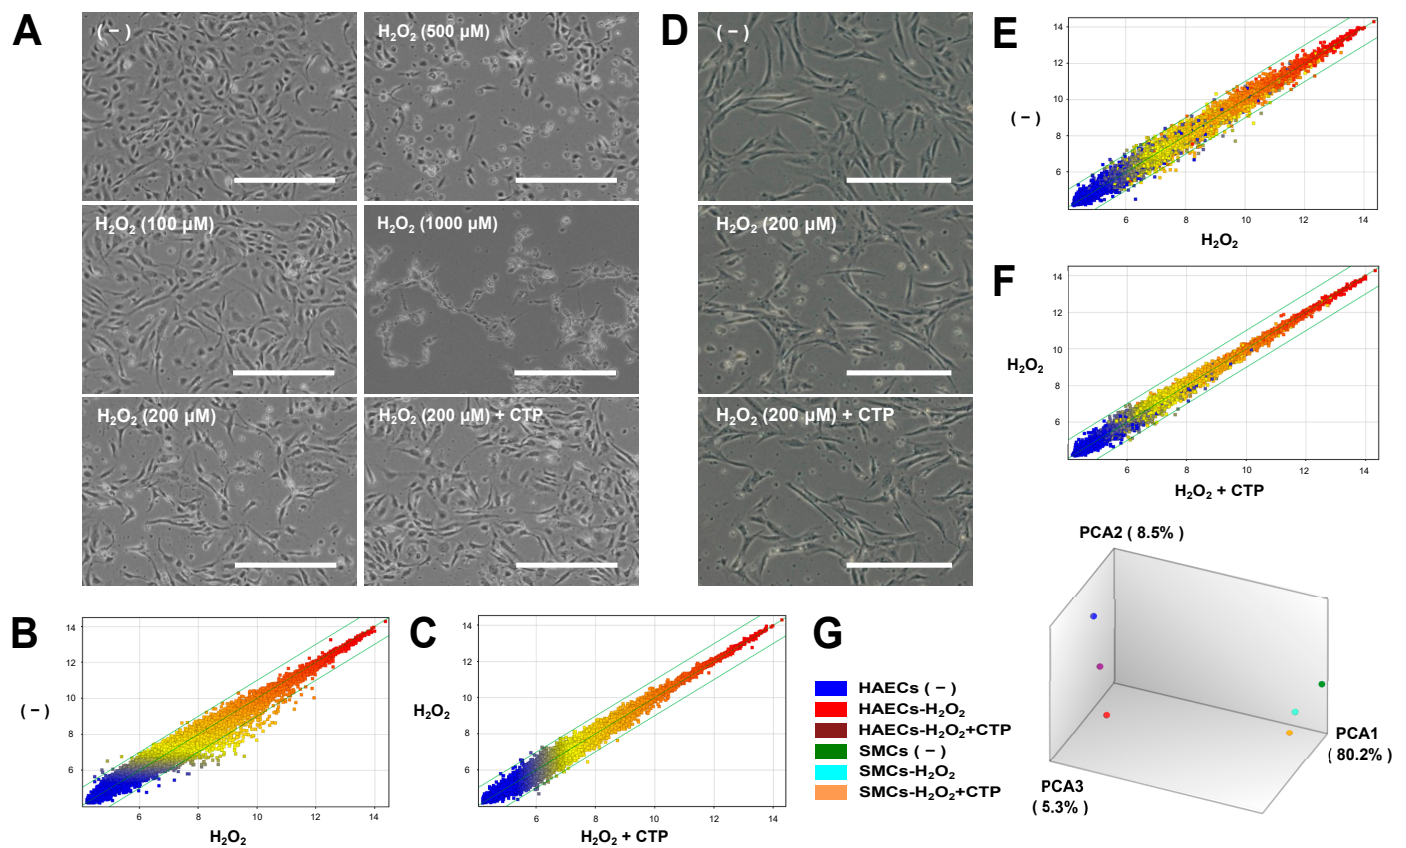 A
( − )
H₂O₂ (500 µM)
H₂O₂ (100 µM)
H₂O₂ (1000 µM)
H₂O₂ (200 µM)
H₂O₂ (200 µM) + CTP
D
( − )
H₂O₂ (200 µM)
H₂O₂ (200 µM) + CTP
E
14
12
10
8
6
( − )
6 8 10 12 14
H₂O₂
F
14
12
10
8
6
H₂O₂
6 8 10 12 14
H₂O₂ + CTP
B
14
12
10
8
6
( − )
6 8 10 12 14
H₂O₂
C
14
12
10
8
6
H₂O₂
6 8 10 12 14
H₂O₂ + CTP
G
HAECs ( − )
HAECs-H₂O₂
HAECs-H₂O₂+CTP
SMCs ( − )
SMCs-H₂O₂
SMCs-H₂O₂+CTP
PCA2 ( 8.5% )
PCA1
( 80.2% )
PCA3
( 5.3% )